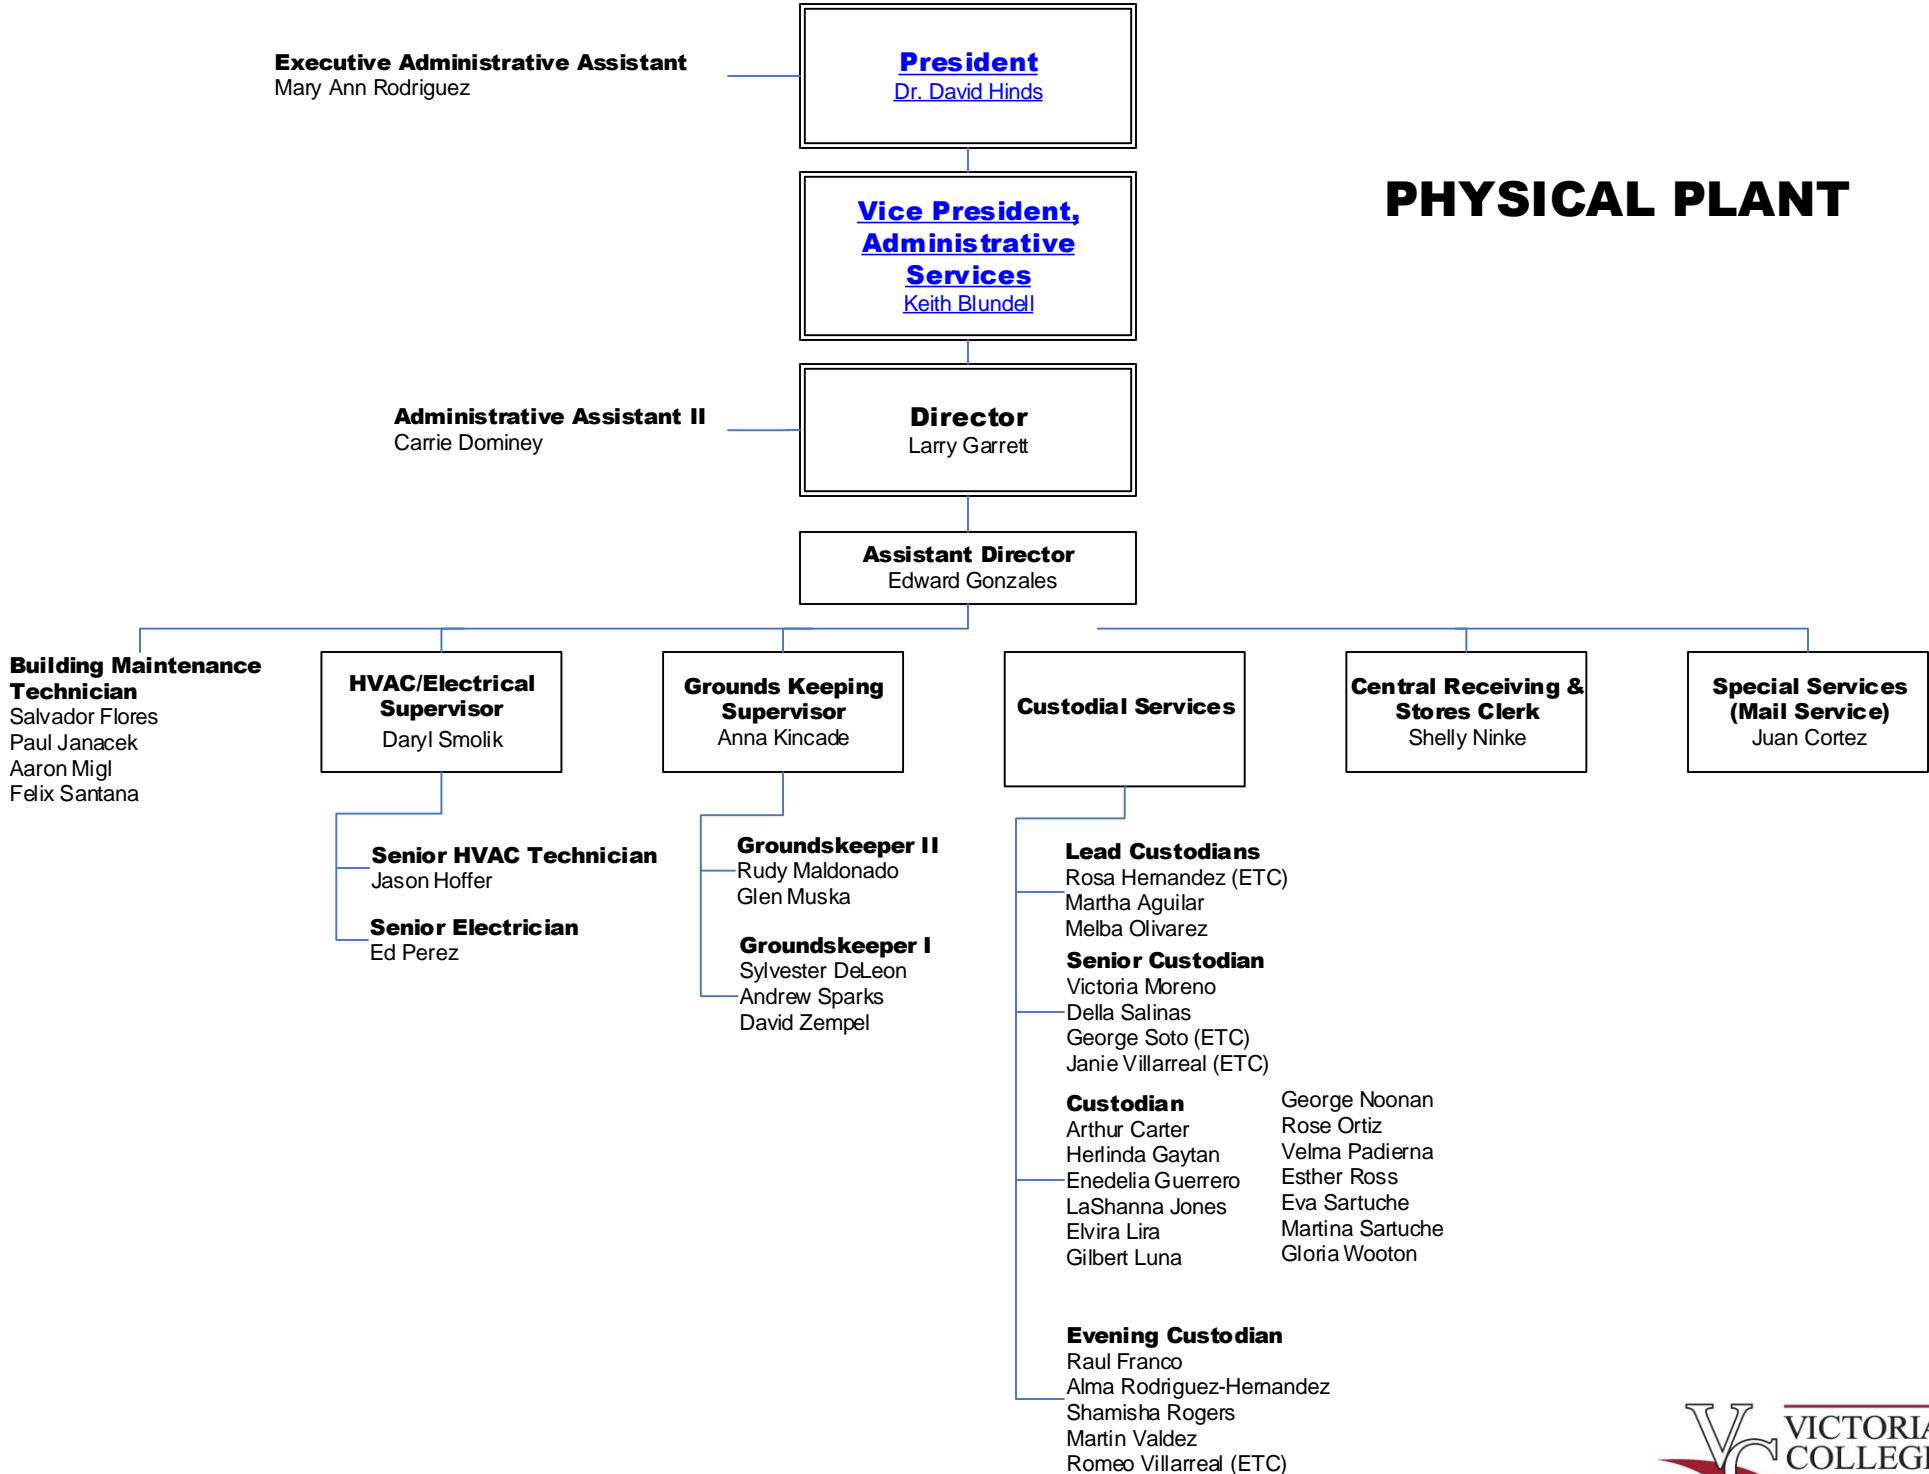 Executive Administrative Assistant
Mary Ann Rodriguez
President
Dr. David Hinds
PHYSICAL PLANT
Vice President,
Administrative
Services
Keith Blundell
Administrative Assistant II
Carrie Dominey
Director
Larry Garrett
Assistant Director
Edward Gonzales
Building Maintenance
Technician
Salvador Flores
Paul Janacek
Aaron Migl
Felix Santana
HVAC/Electrical
Supervisor
Daryl Smolik
Grounds Keeping
Supervisor
Anna Kincade
Custodial Services
Central Receiving &
Stores Clerk
Shelly Ninke
Special Services
(Mail Service)
Juan Cortez
Senior HVAC Technician
Jason Hoffer
Senior Electrician
Ed Perez
Groundskeeper II
Rudy Maldonado
Glen Muska
Groundskeeper I
Sylvester DeLeon
Andrew Sparks
David Zempel
Lead Custodians
Rosa Hernandez (ETC)
Martha Aguilar
Melba Olivarez
Senior Custodian
Victoria Moreno
Della Salinas
George Soto (ETC)
Janie Villarreal (ETC)
Custodian
Arthur Carter
Herlinda Gaytan
Enedelia Guerrero
LaShanna Jones
Elvira Lira
Gilbert Luna
George Noonan
Rose Ortiz
Velma Padierna
Esther Ross
Eva Sartuche
Martina Sartuche
Gloria Wooton
Evening Custodian
Raul Franco
Alma Rodriguez-Hernandez
Shamisha Rogers
Martin Valdez
Romeo Villarreal (ETC)
VC
VICTORIA
COLLEGE